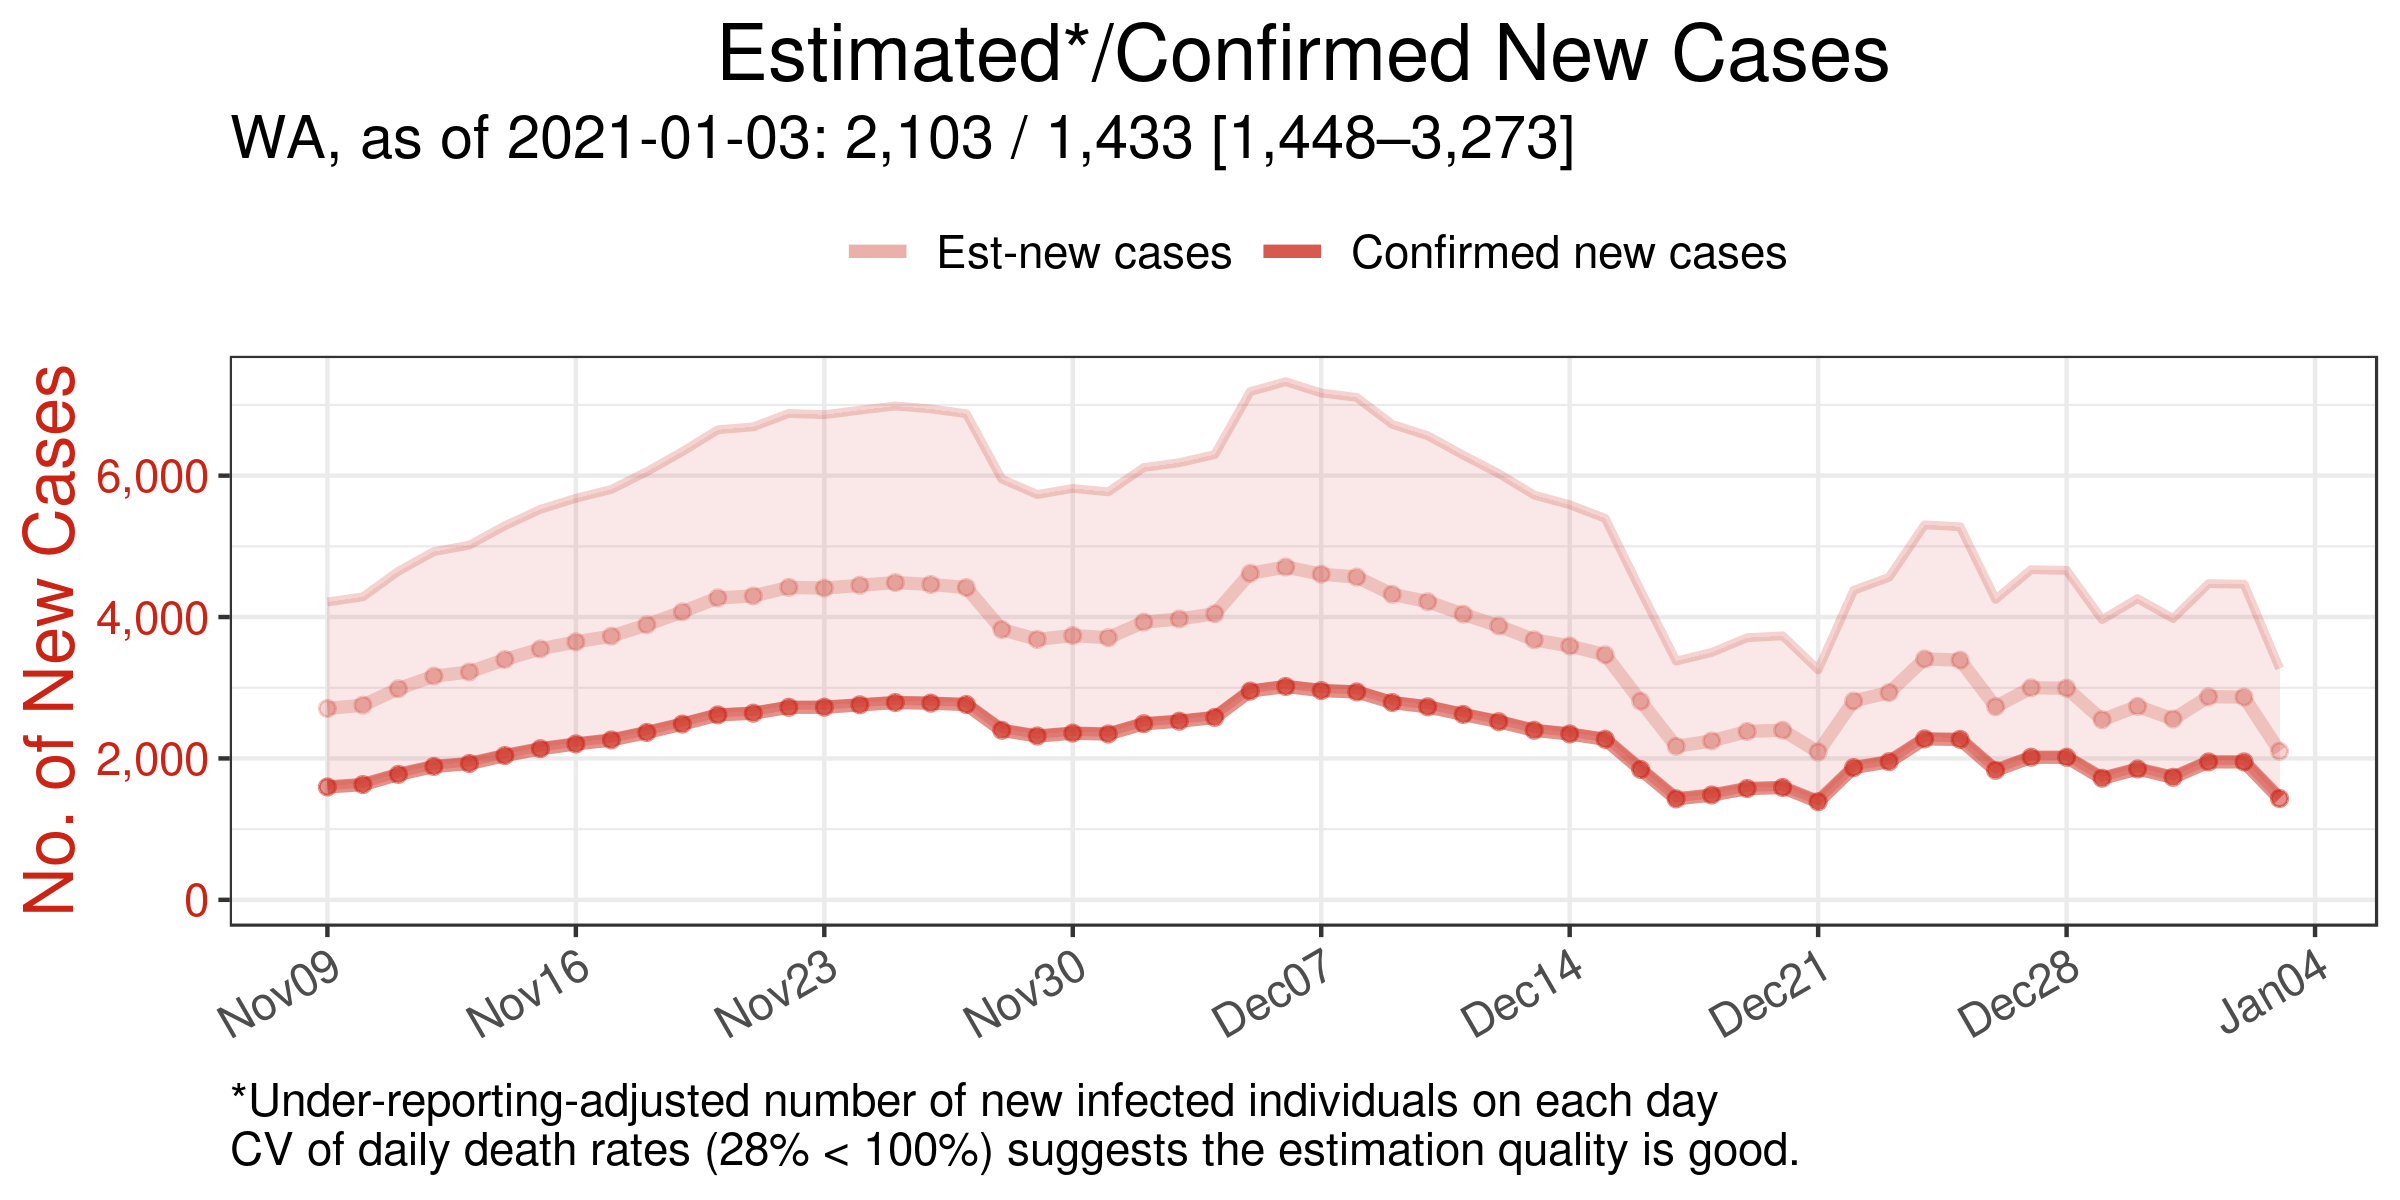 Estimated*/Confirmed New Cases
WA, as of 2021-01-03: 2,103 / 1,433 [1,448–3,273]
Est-new cases Confirmed new cases
No. of New Cases
6,000
4,000
2,000
0
Nov09 Nov16 Nov23 Nov30 Dec07 Dec14 Dec21 Dec28 Jan04
*Under-reporting-adjusted number of new infected individuals on each day
CV of daily death rates (28% < 100%) suggests the estimation quality is good.